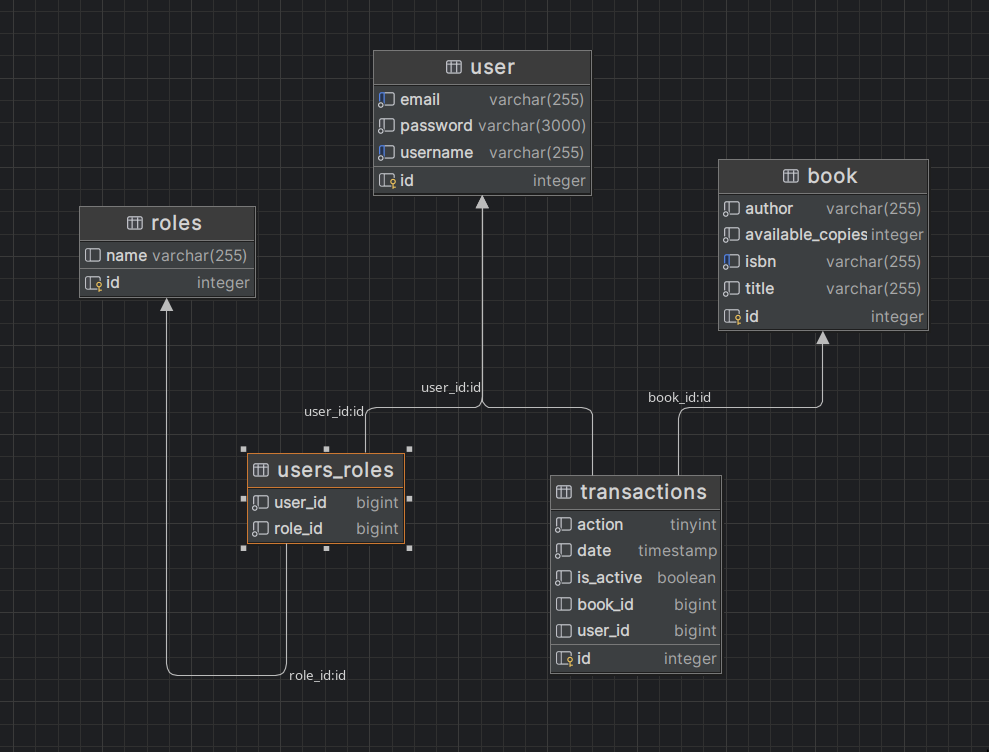 user
email varchar(255)
password varchar(3000)
username varchar(255)
id integer
book
author varchar(255)
available_copies integer
isbn varchar(255)
title varchar(255)
id integer
roles
name varchar(255)
id integer
user_id:id
user_id:id
book_id:id
users_roles
user_id bigint
role_id bigint
transactions
action tinyint
date timestamp
is_active boolean
book_id bigint
user_id bigint
id integer
role_id:id